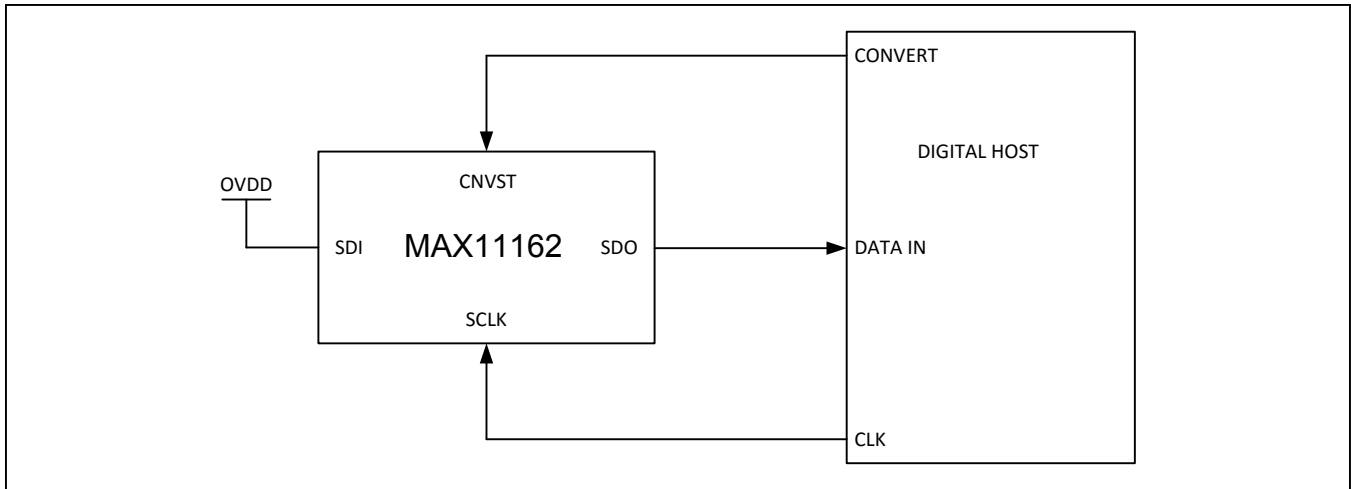 CONVERT
DIGITAL HOST
CNVST
OVDD
SDI
MAX11162
SDO
DATA IN
SCLK
CLK